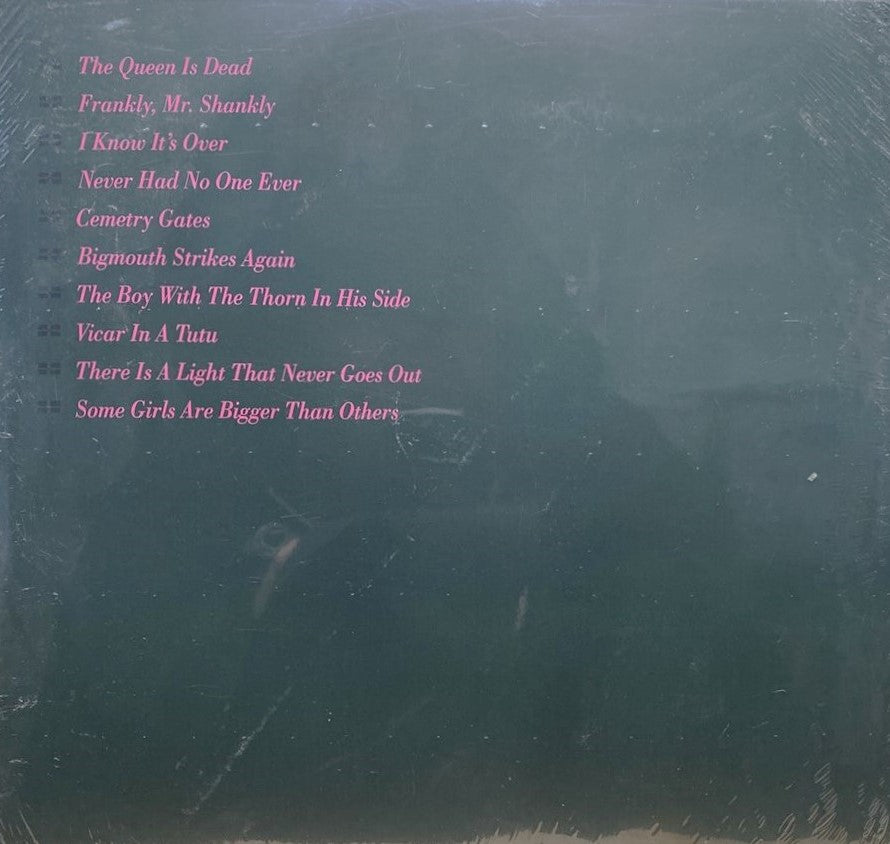 The Queen Is Dead
Frankly, Mr. Shankly
I Know It's Over
Never Had No One Ever
Cemetry Gates
Bigmouth Strikes Again
The Boy With The Thorn In His Side
Vicar In A Tutu
There Is A Light That Never Goes Out
Some Girls Are Bigger Than Others